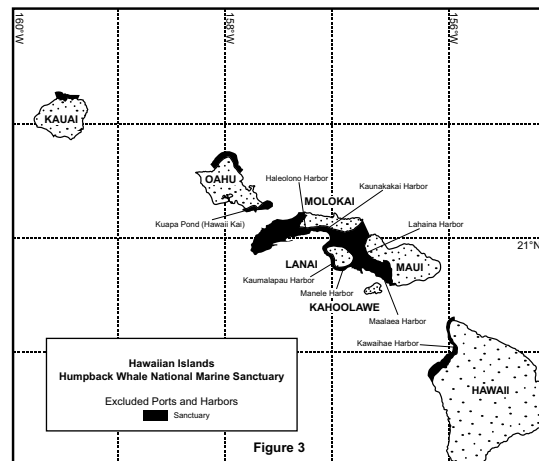 160°W
158°W
156°W
KAUAI
OAHU
Haleolono Harbor
Kaunakakai Harbor
MOLOKAI
Kuapa Pond (Hawaii Kai)
Lahaina Harbor
21°N
LANAI
MAUI
Kaumalapau Harbor
Manele Harbor
KAHOOLAWE
Maalaea Harbor
Kawaihae Harbor
HAWAII
Hawaiian Islands
Humpback Whale National Marine Sanctuary
Excluded Ports and Harbors
Sanctuary
Figure 3